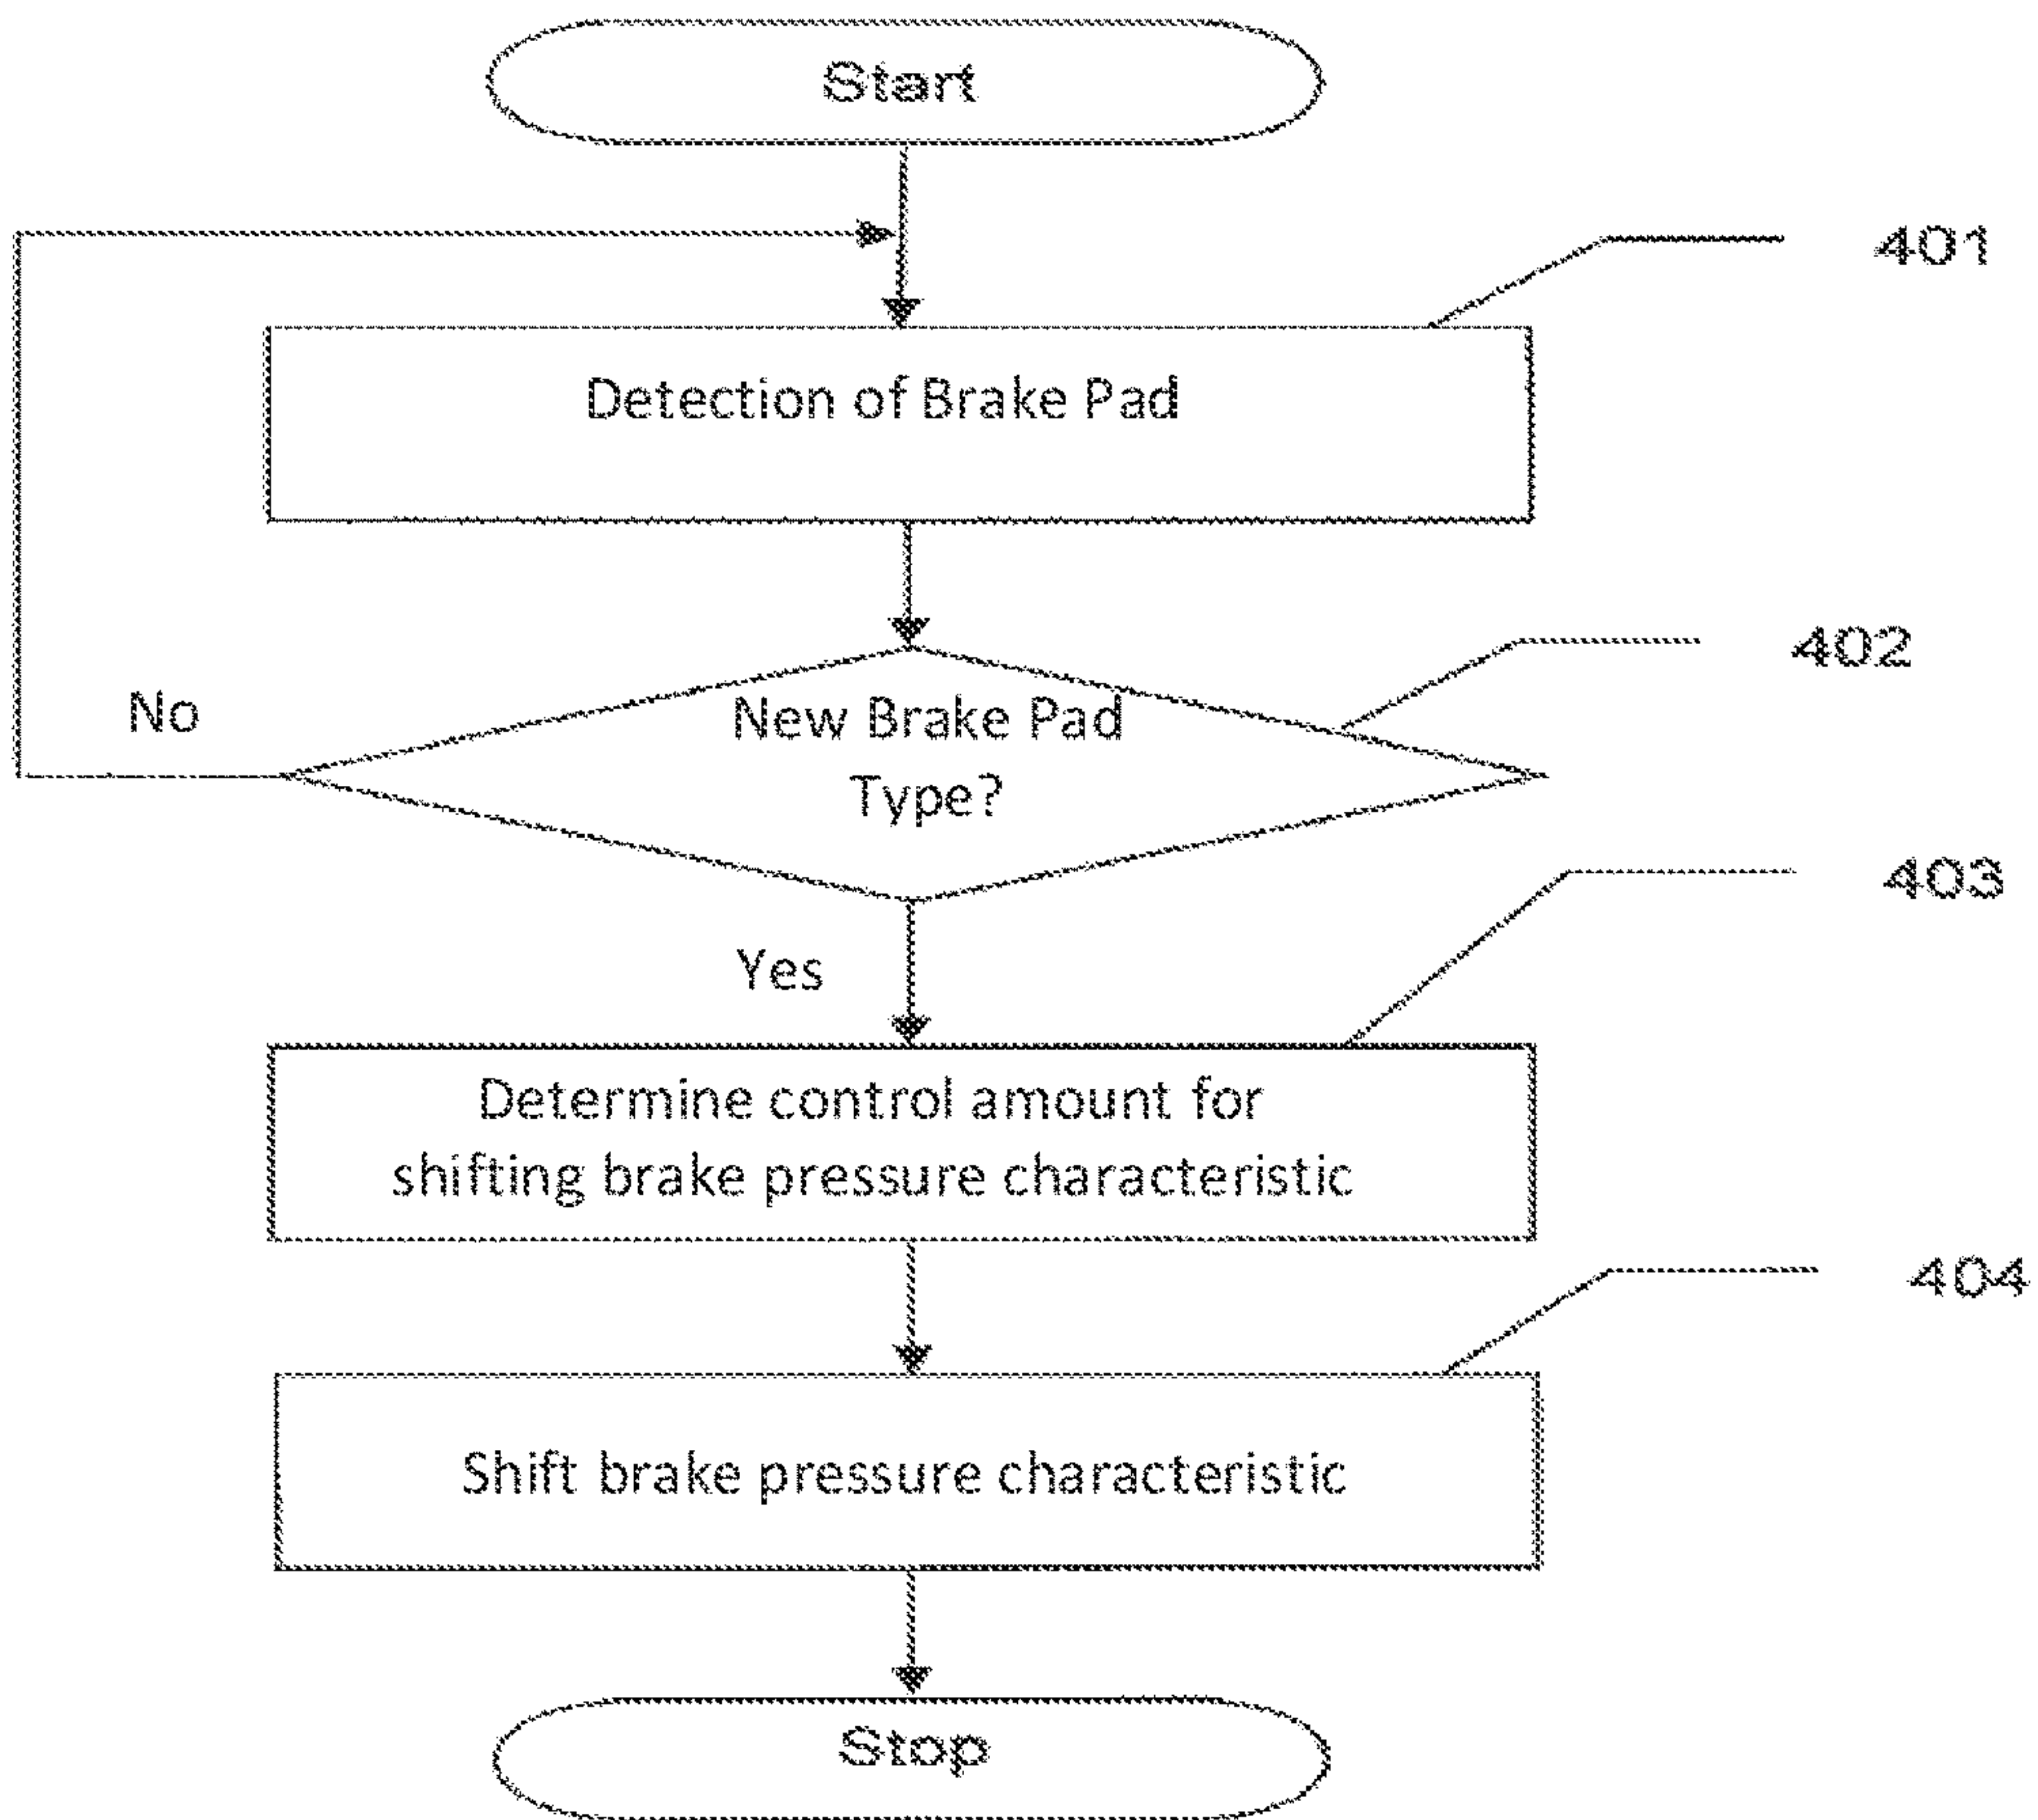 Start
401
Detection of Brake Pad
402
No
New Brake Pad
Type?
403
Yes
Determine control amount for
shifting brake pressure characteristic
404
Shift brake pressure characteristic
Stop